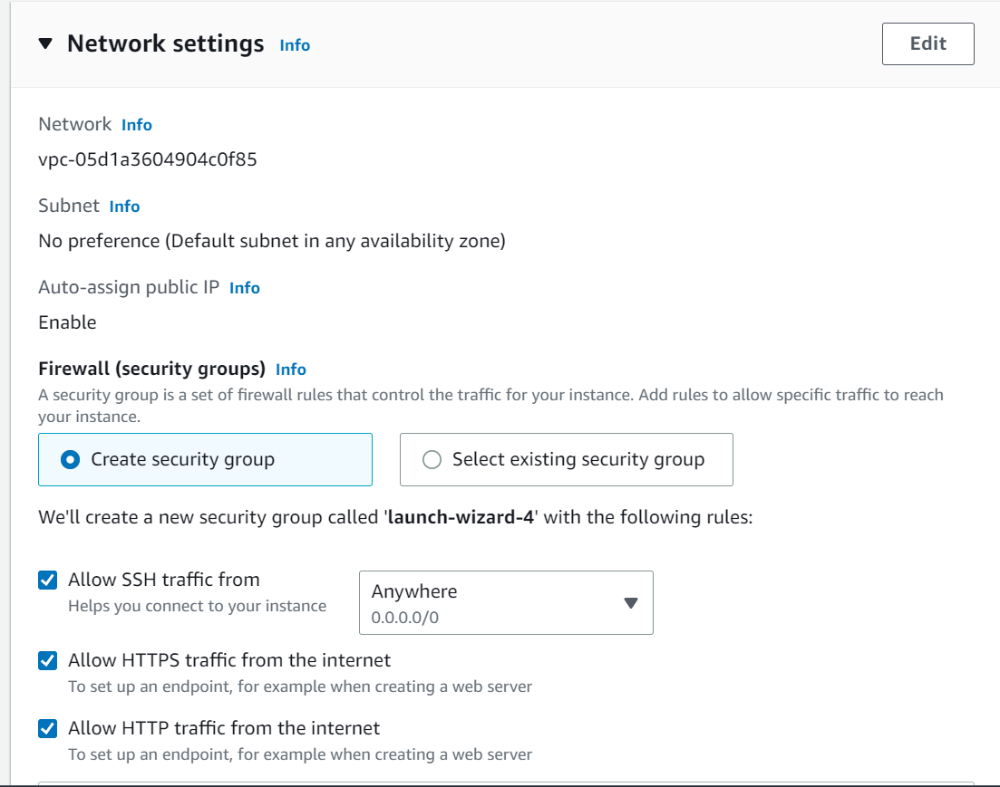 Network settings Info
Edit
Network Info
vpc-05d1a3604904c0f85
Subnet Info
No preference (Default subnet in any availability zone)
Auto-assign public IP Info
Enable
Firewall (security groups) Info
A security group is a set of firewall rules that control the traffic for your instance. Add rules to allow specific traffic to reach
your instance.
Create security group
Select existing security group
We'll create a new security group called 'launch-wizard-4' with the following rules:
Allow SSH traffic from
Helps you connect to your instance
Anywhere
0.0.0.0/0
Allow HTTPS traffic from the internet
To set up an endpoint, for example when creating a web server
Allow HTTP traffic from the internet
To set up an endpoint, for example when creating a web server